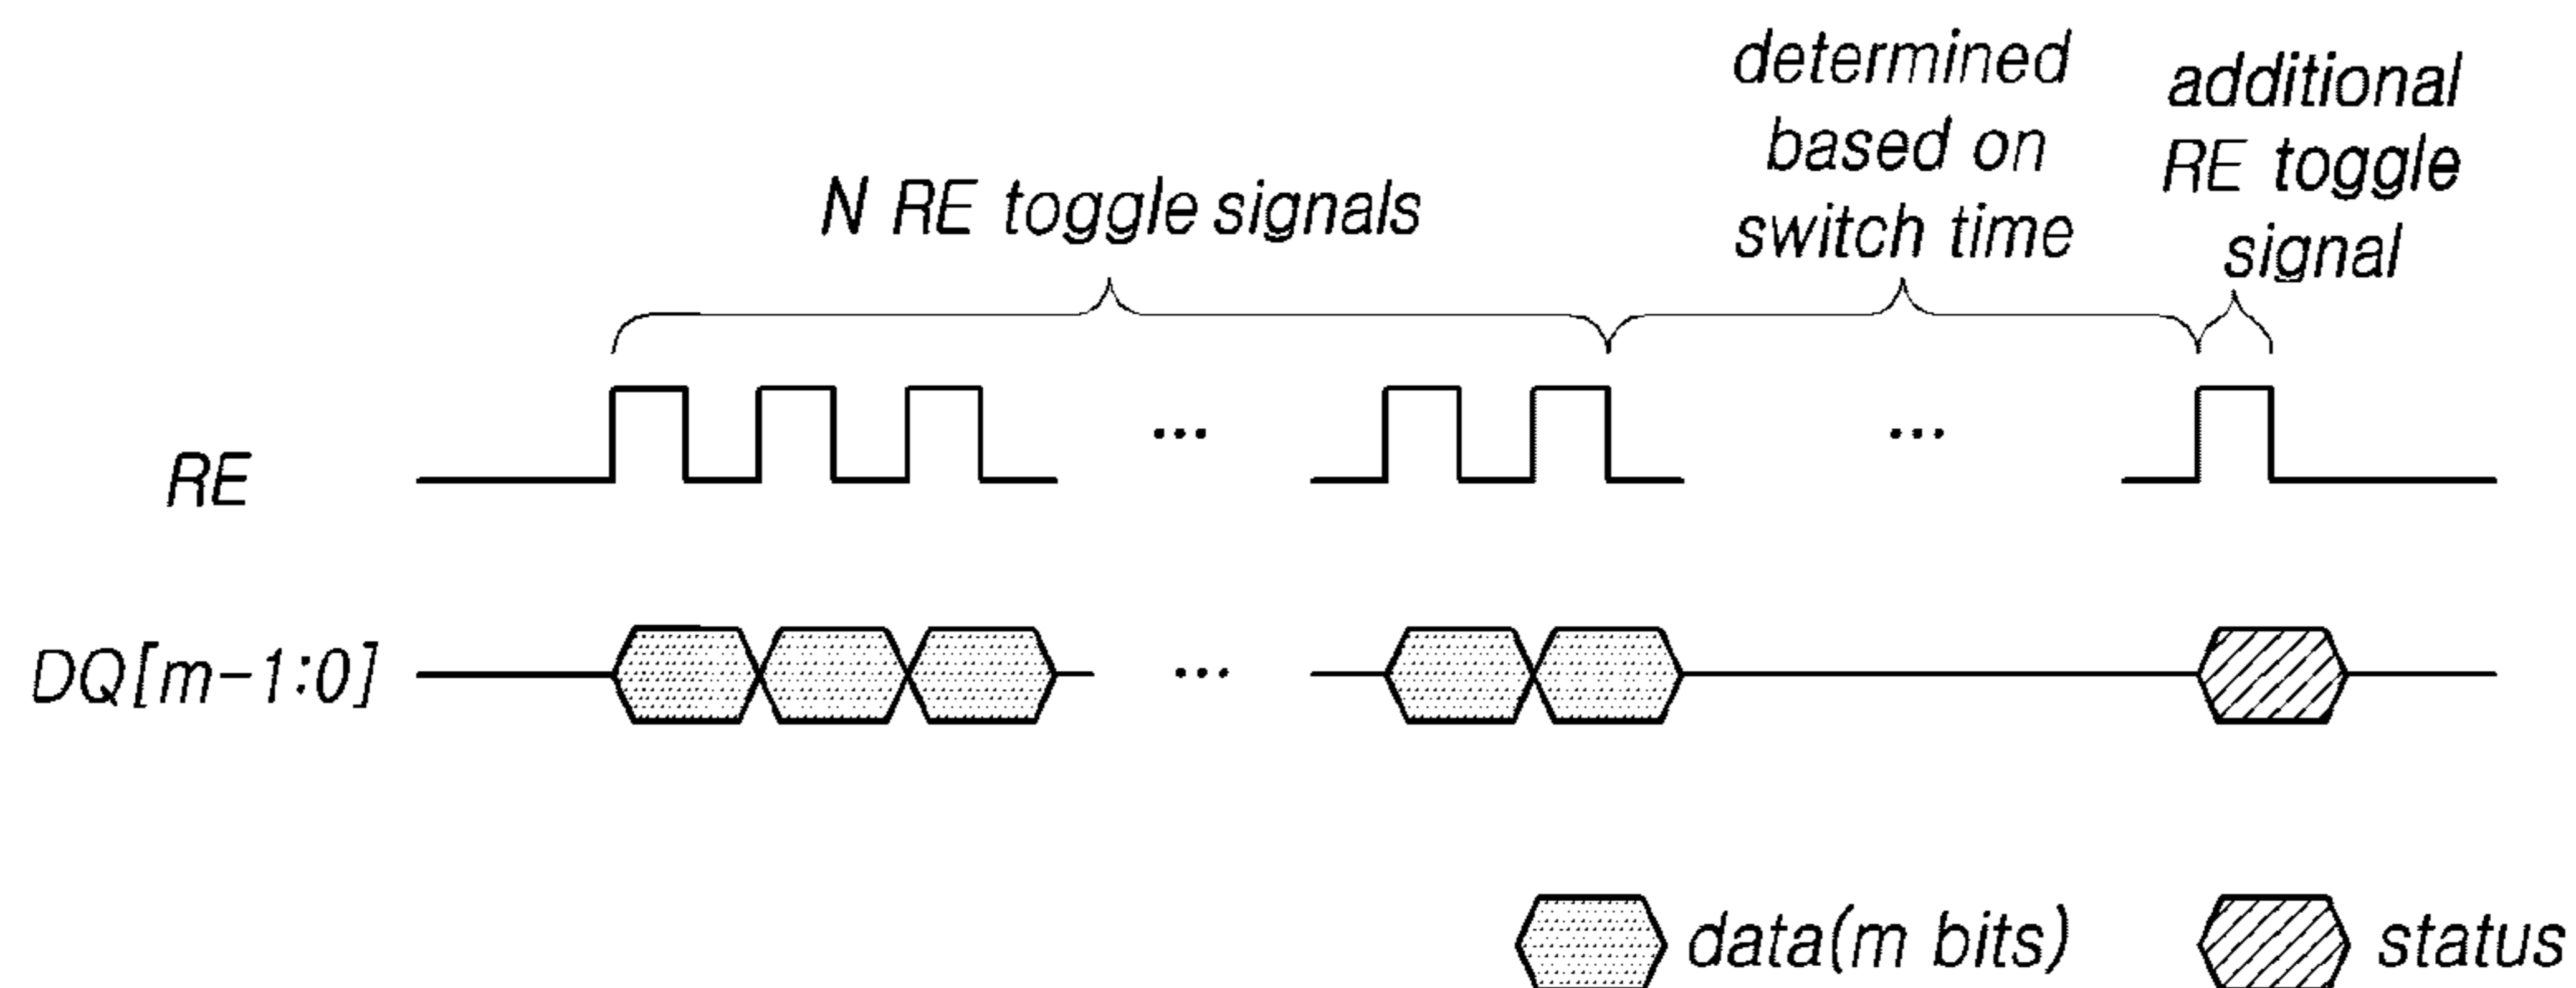 determined
based on
switch time
additional
RE toggle
signal
N RE toggle signals
...
...
RE
DQ[m-1:0]
...
data(m bits)
status